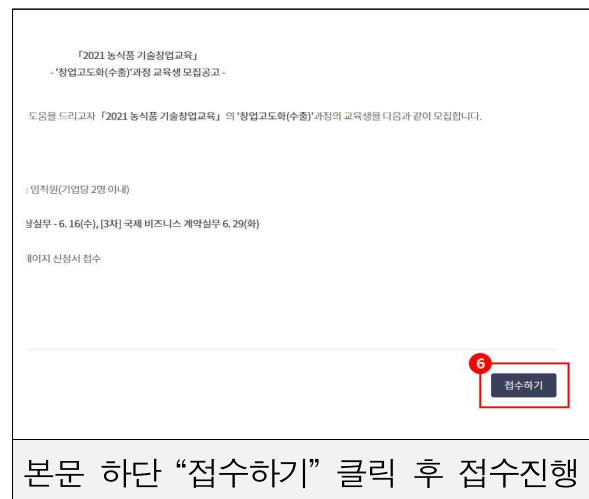 「2021 농식품 기술창업교육」
- '창업고도화(수출)'과정 교육생 모집공고 -
도움을 드리고자 「2021 농식품 기술창업교육」의 '창업고도화(수출)'과정의 교육생을 다음과 같이 모집합니다.
임직원(기업당 2명 이내)
상실무 - 6. 16(수), [3차] 국제 비즈니스 계약실무 6. 29(화)
페이지 신청서 접수
6
접수하기
본문 하단 “접수하기” 클릭 후 접수진행